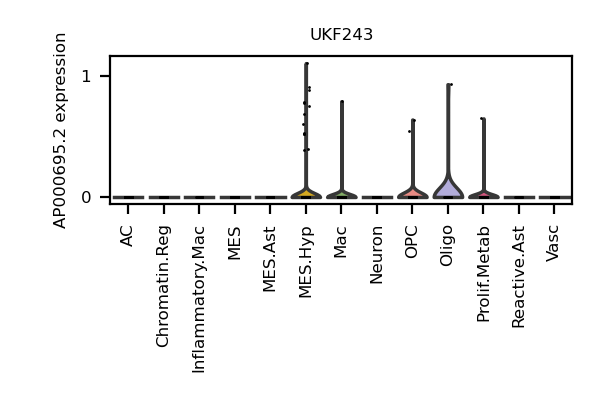 UKF243
AP000695.2 expression
1
0
AC
Chromatin.Reg
Inflammatory.Mac
MES
MES.Ast
MES.Hyp
Mac
Neuron
OPC
Oligo
Prolif.Metab
Reactive.Ast
Vasc